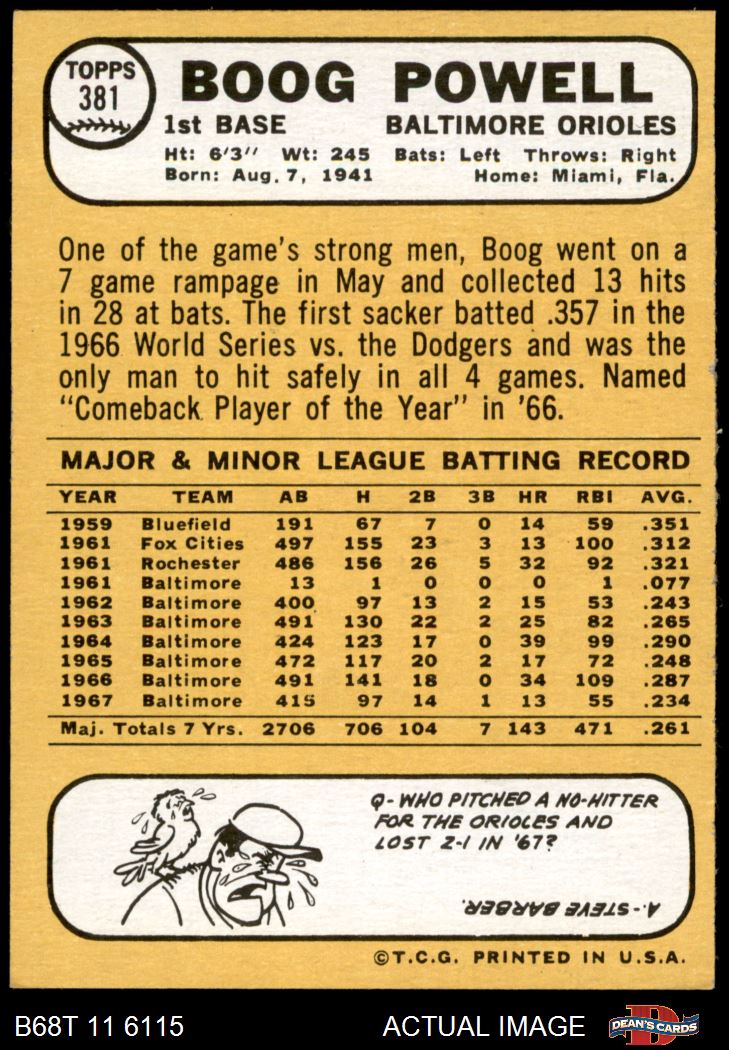 TOPPS
381
BOOG POWELL
1st BASE BALTIMORE ORIOLES
Ht: 6'3" Wt: 245 Bats: Left Throws: Right
Born: Aug. 7, 1941 Home: Miami, Fla.
One of the game's strong men, Boog went on a
7 game rampage in May and collected 13 hits
in 28 at bats. The first sacker batted .357 in the
1966 World Series vs. the Dodgers and was the
only man to hit safely in all 4 games. Named
"Comeback Player of the Year" in '66.
MAJOR & MINOR LEAGUE BATTING RECORD
YEAR TEAM AB H 2B 3B HR RBI AVG.
1959 Bluefield 191 67 7 0 14 59 .351
1961 Fox Cities 497 155 23 3 13 100 .312
1961 Rochester 486 156 26 5 32 92 .321
1961 Baltimore 13 1 0 0 0 1 .077
1962 Baltimore 400 97 13 2 15 53 .243
1963 Baltimore 491 130 22 2 25 82 .265
1964 Baltimore 424 123 17 0 39 99 .290
1965 Baltimore 472 117 20 2 17 72 .248
1966 Baltimore 491 141 18 0 34 109 .287
1967 Baltimore 415 97 14 1 13 55 .234
Maj. Totals 7 Yrs. 2706 706 104 7 143 471 .261
Q- WHO PITCHED A NO-HITTER
FOR THE ORIOLES AND
LOST 2-1 IN '67?
A.- STEVE BARBER.
©T.C.G. PRINTED IN U.S.A.
B68T 11 6115 ACTUAL IMAGE DEAN'S CARDS